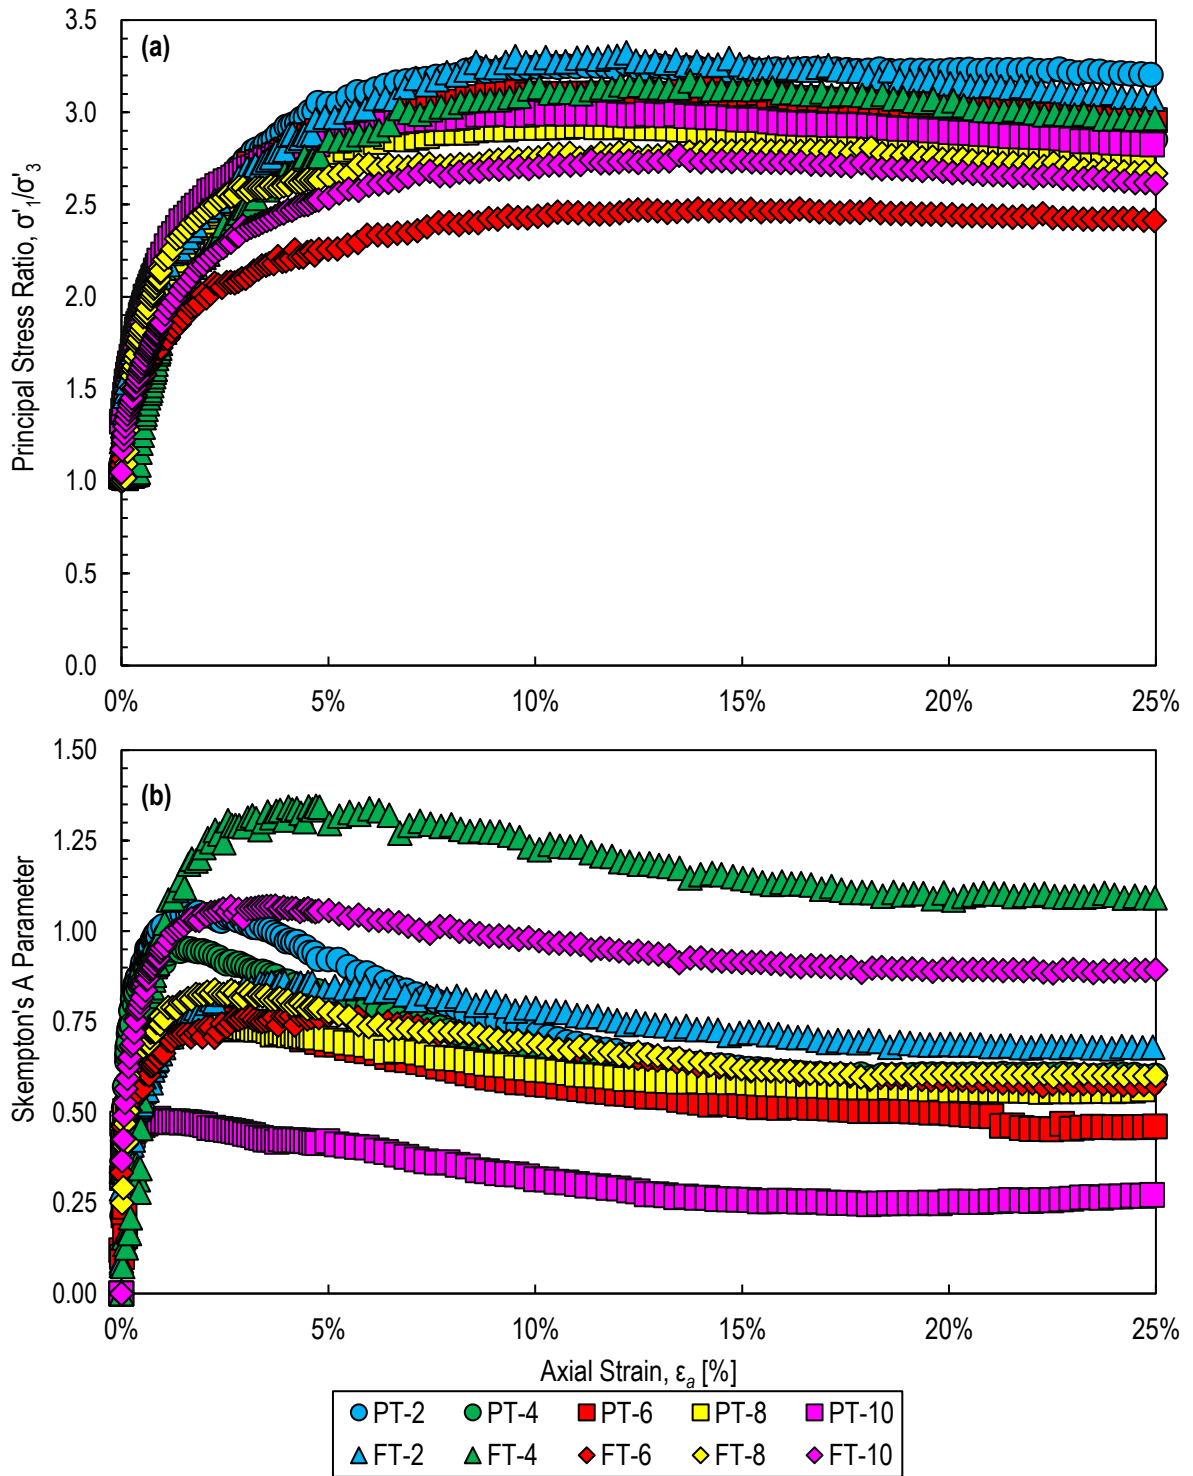 3.5
(a)
3.0
2.5
2.0
1.5
1.0
0.5
0.0
Principal Stress Ratio, σ'₁/σ'₃
0% 5% 10% 15% 20% 25%
1.50
(b)
1.25
1.00
0.75
0.50
0.25
0.00
Skempton's A Parameter
0% 5% 10% 15% 20% 25%
Axial Strain, εₐ [%]
PT-2 PT-4 PT-6 PT-8 PT-10
FT-2 FT-4 FT-6 FT-8 FT-10